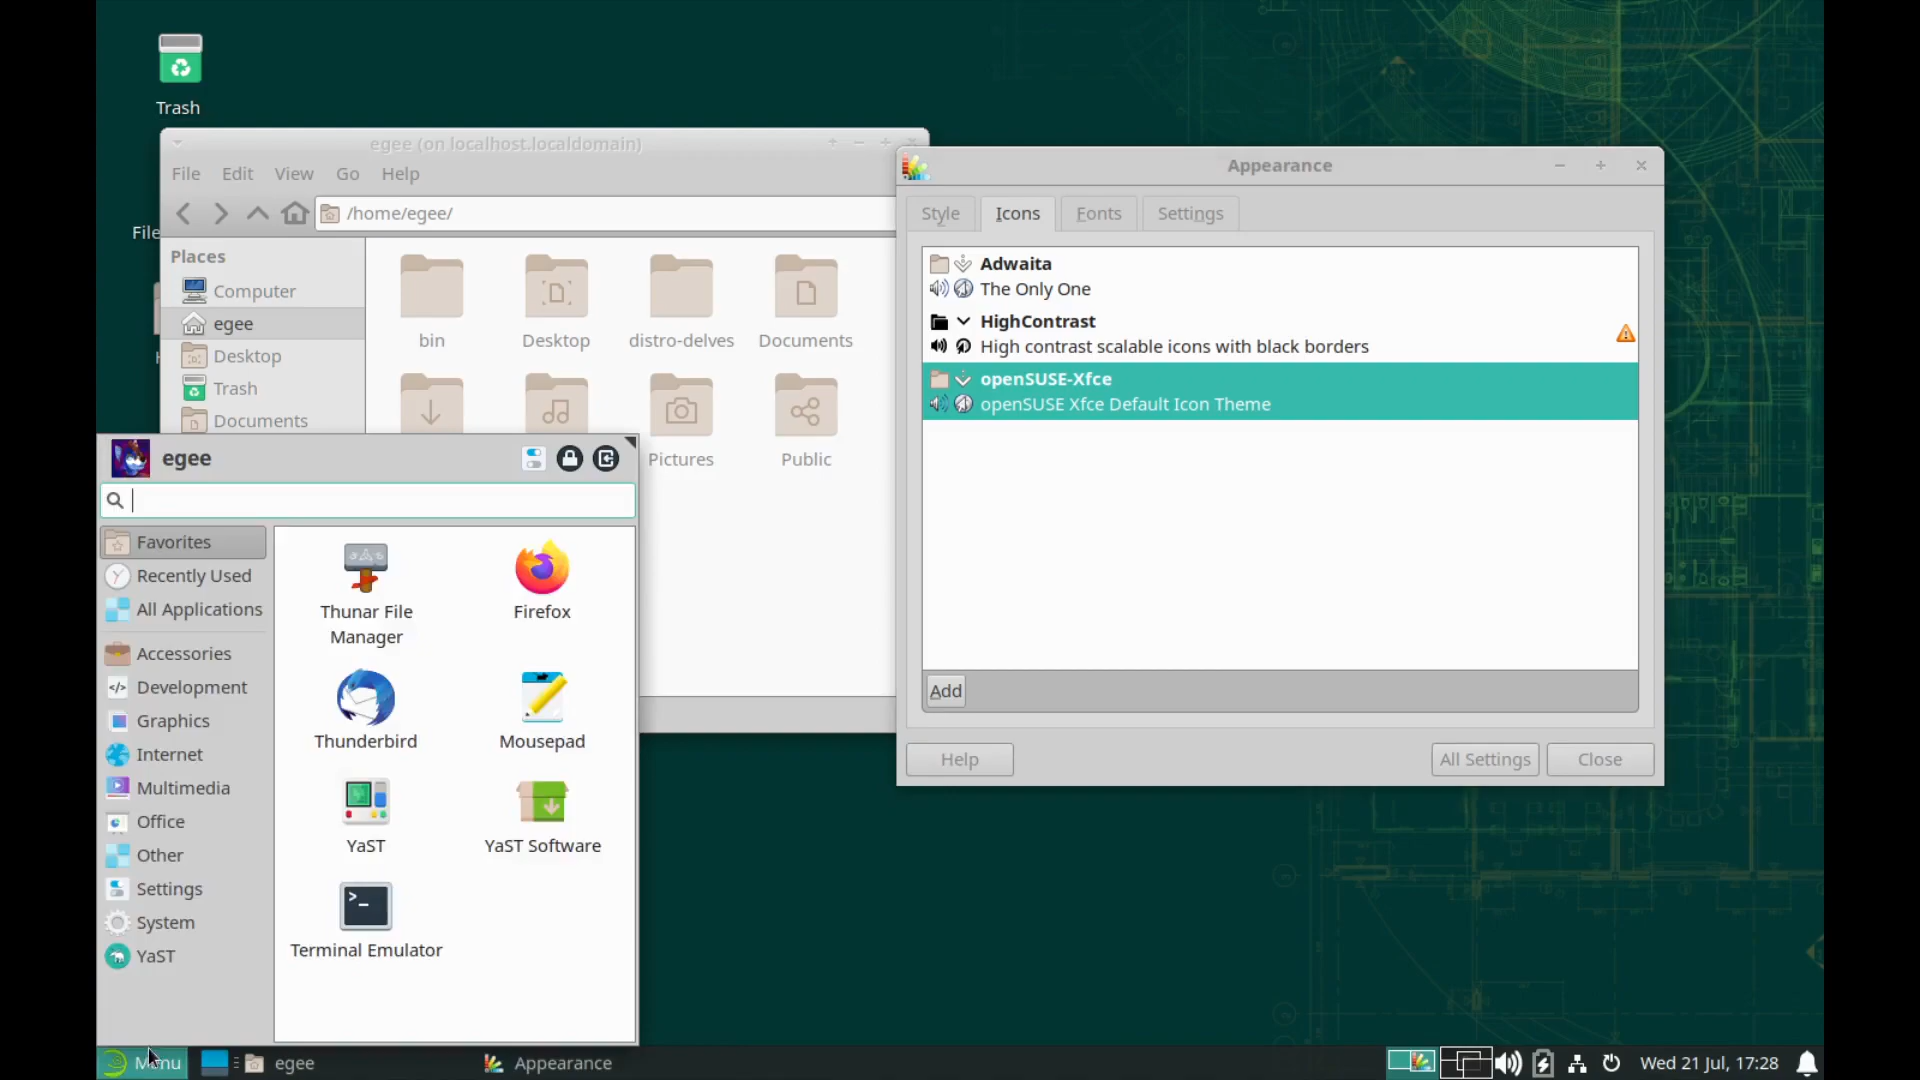 Trash
egee (on localhost.localdomain)
File Edit View Go Help
/home/egee/
File
Places
Computer
egee
Desktop
Trash
Documents
bin
Desktop
distro-delves
Documents
Pictures
Public
Appearance
Style Icons Fonts Settings
Adwaita
The Only One
HighContrast
High contrast scalable icons with black borders
openSUSE-Xfce
openSUSE Xfce Default Icon Theme
Add
Help
All Settings
Close
egee
Favorites
Recently Used
All Applications
Accessories
Development
Graphics
Internet
Multimedia
Office
Other
Settings
System
YaST
Thunar File
Manager
Firefox
Thunderbird
Mousepad
YaST
YaST Software
Terminal Emulator
Menu
egee
Appearance
Wed 21 Jul, 17:28